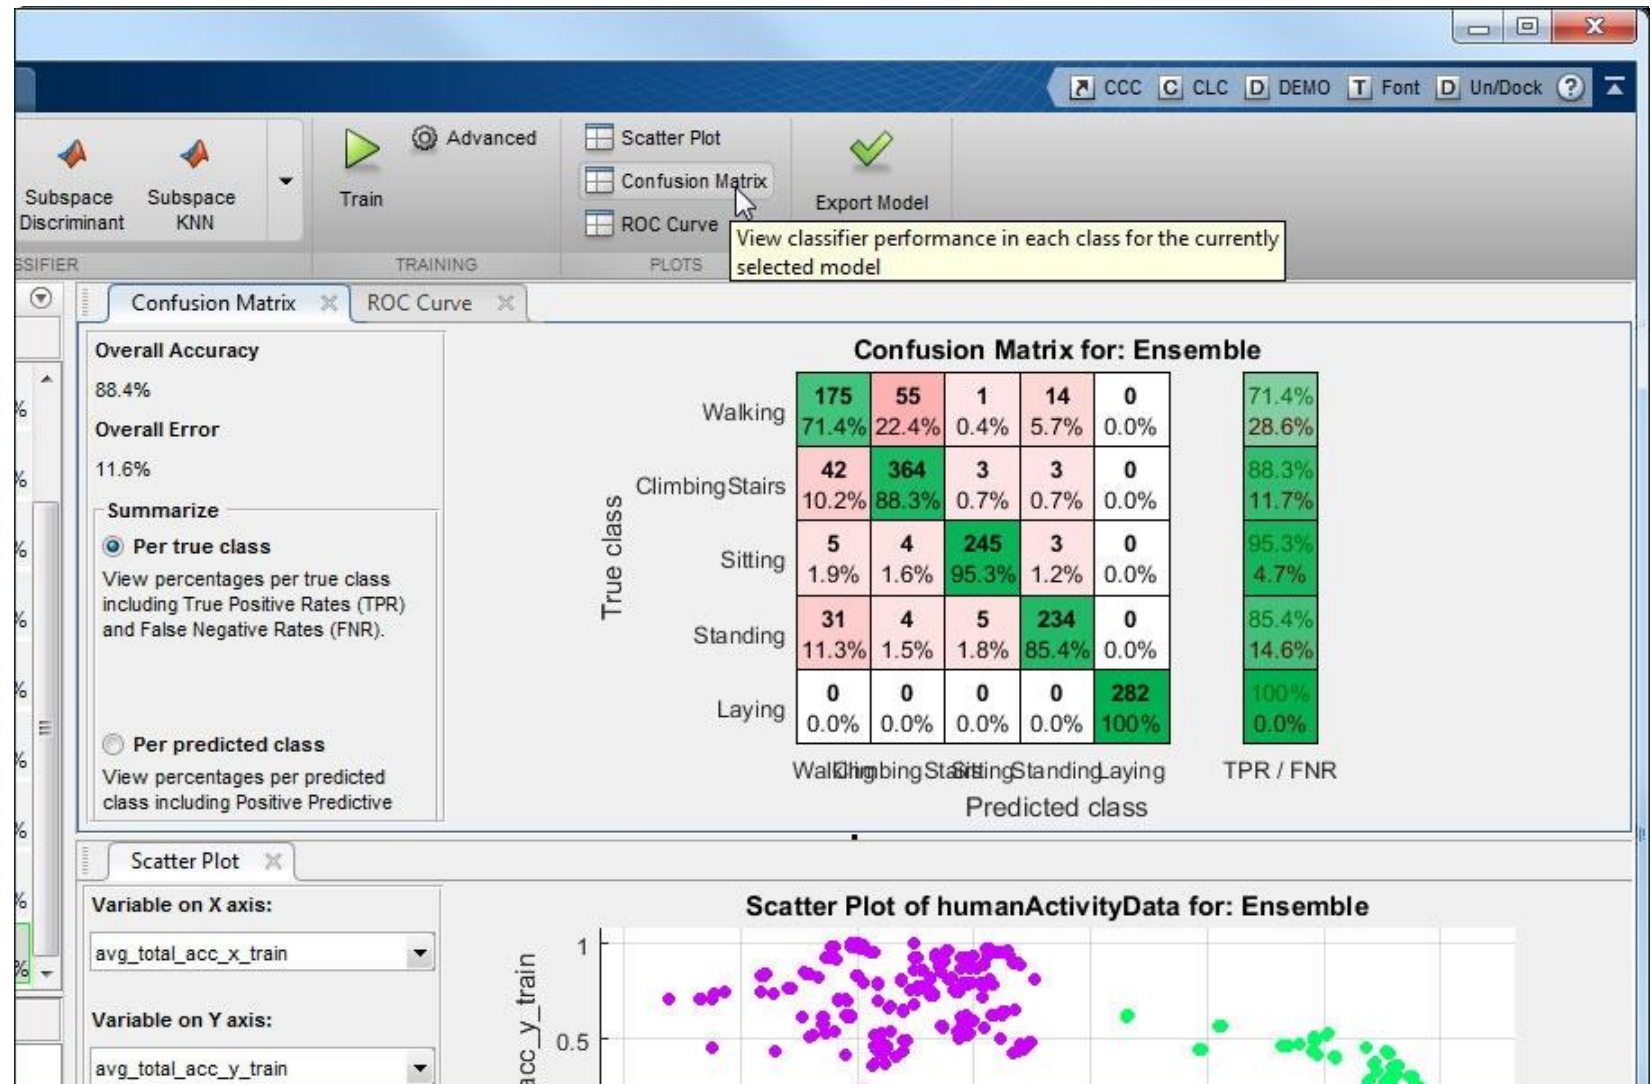 CCC C CLC D DEMO T Font D Un/Dock ?
Subspace
Discriminant
Subspace
KNN
Train
Advanced
Scatter Plot
Confusion Matrix
ROC Curve
Export Model
View classifier performance in each class for the currently
selected model
TRAINING
PLOTS
Confusion Matrix
ROC Curve
Overall Accuracy
88.4%
Overall Error
11.6%
Summarize
Per true class
View percentages per true class
including True Positive Rates (TPR)
and False Negative Rates (FNR).
Per predicted class
View percentages per predicted
class including Positive Predictive
Confusion Matrix for: Ensemble
True class
Walking 175 55 1 14 0 71.4%
71.4% 22.4% 0.4% 5.7% 0.0% 28.6%
ClimbingStairs 42 364 3 3 0 88.3%
10.2% 88.3% 0.7% 0.7% 0.0% 11.7%
Sitting 5 4 245 3 0 95.3%
1.9% 1.6% 95.3% 1.2% 0.0% 4.7%
Standing 31 4 5 234 0 85.4%
11.3% 1.5% 1.8% 85.4% 0.0% 14.6%
Laying 0 0 0 0 282 100%
0.0% 0.0% 0.0% 0.0% 100% 0.0%
Walking ClimbingStairs Sitting Standing Laying TPR / FNR
Predicted class
Scatter Plot
Variable on X axis:
avg_total_acc_x_train
Variable on Y axis:
avg_total_acc_y_train
Scatter Plot of humanActivityData for: Ensemble
acc_y_train
1
0.5